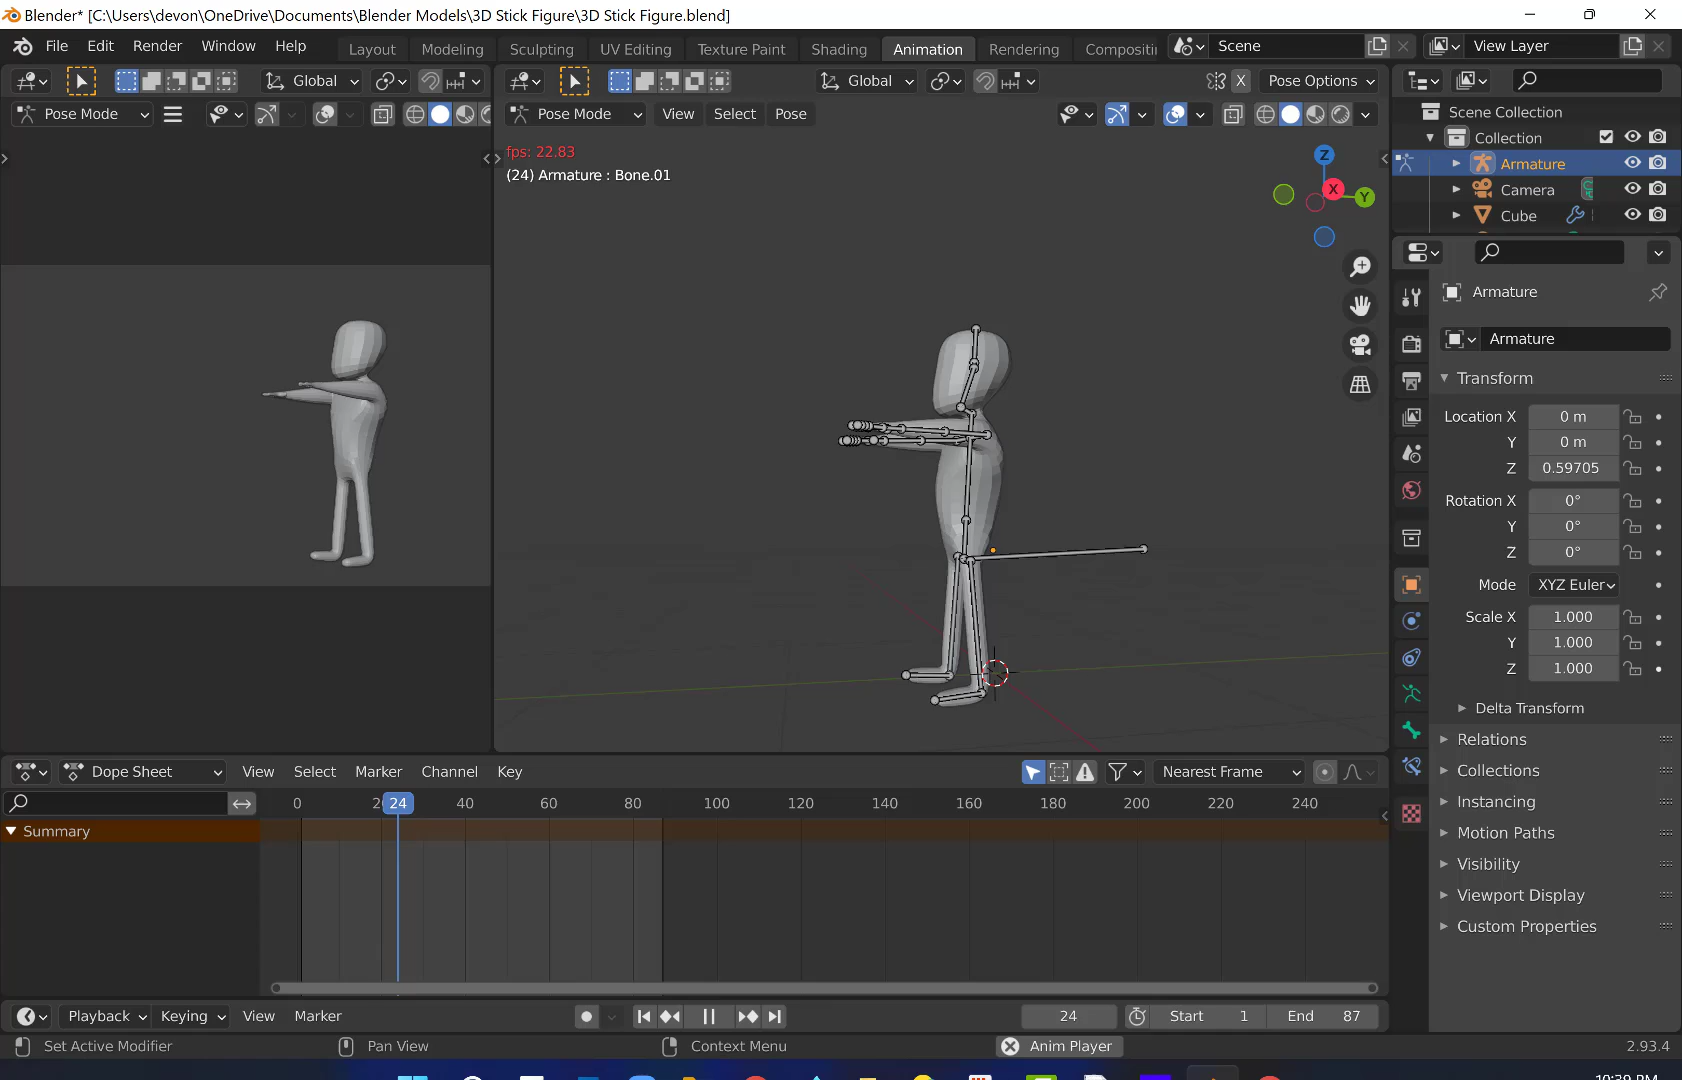 Blender* [C:\Users\devon\OneDrive\Documents\Blender Models\3D Stick Figure\3D Stick Figure.blend]
File Edit Render Window Help Layout Modeling Sculpting UV Editing Texture Paint Shading Animation Rendering Compositi Scene View Layer
Global Global X Pose Options
Pose Mode Pose Mode View Select Pose
fps: 22.83
(24) Armature : Bone.01
Z
X
Y
Scene Collection
Collection
Armature
Camera
Cube
Armature
Armature
Transform
Location X 0 m
Y 0 m
Z 0.59705
Rotation X 0°
Y 0°
Z 0°
Mode XYZ Euler
Scale X 1.000
Y 1.000
Z 1.000
Delta Transform
Relations
Collections
Instancing
Motion Paths
Visibility
Viewport Display
Custom Properties
Dope Sheet View Select Marker Channel Key Nearest Frame
0 2 24 40 60 80 100 120 140 160 180 200 220 240
Summary
Playback Keying View Marker 24 Start 1 End 87
Set Active Modifier Pan View Context Menu Anim Player 2.93.4
10:39 PM